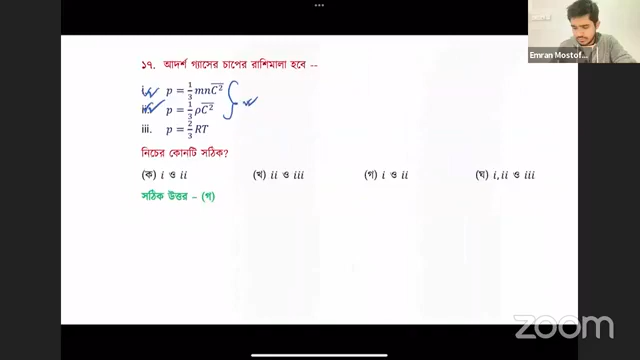 Emran Mostof...
১৭. আদর্শ গ্যাসের চাপের রাশিমালা হবে --
i. p = 1/3 mnC̅²
ii. p = 1/3 ρC̅²
iii. p = 2/3 RT
নিচের কোনটি সঠিক?
(ক) i ও ii (খ) ii ও iii (গ) i ও ii (ঘ) i, ii ও iii
সঠিক উত্তর – (গ)
zoom